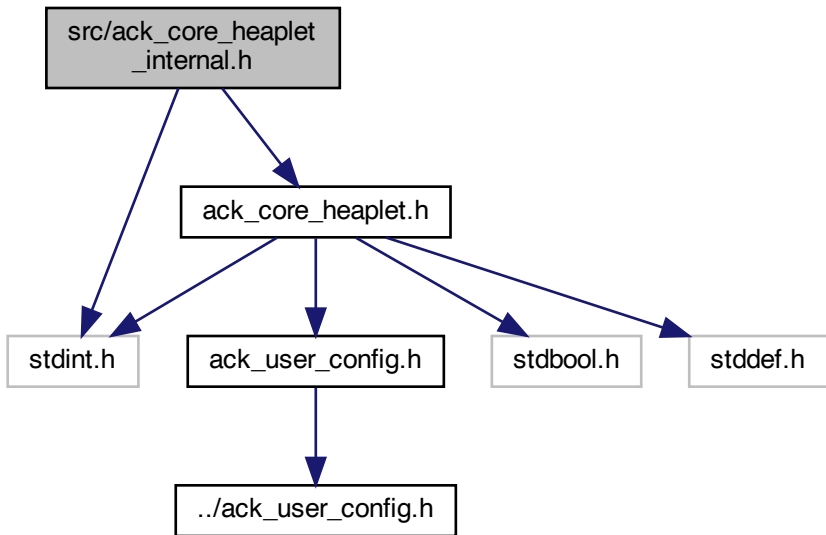 src/ack_core_heaplet
_internal.h
ack_core_heaplet.h
stdint.h
ack_user_config.h
stdbool.h
stddef.h
../ack_user_config.h